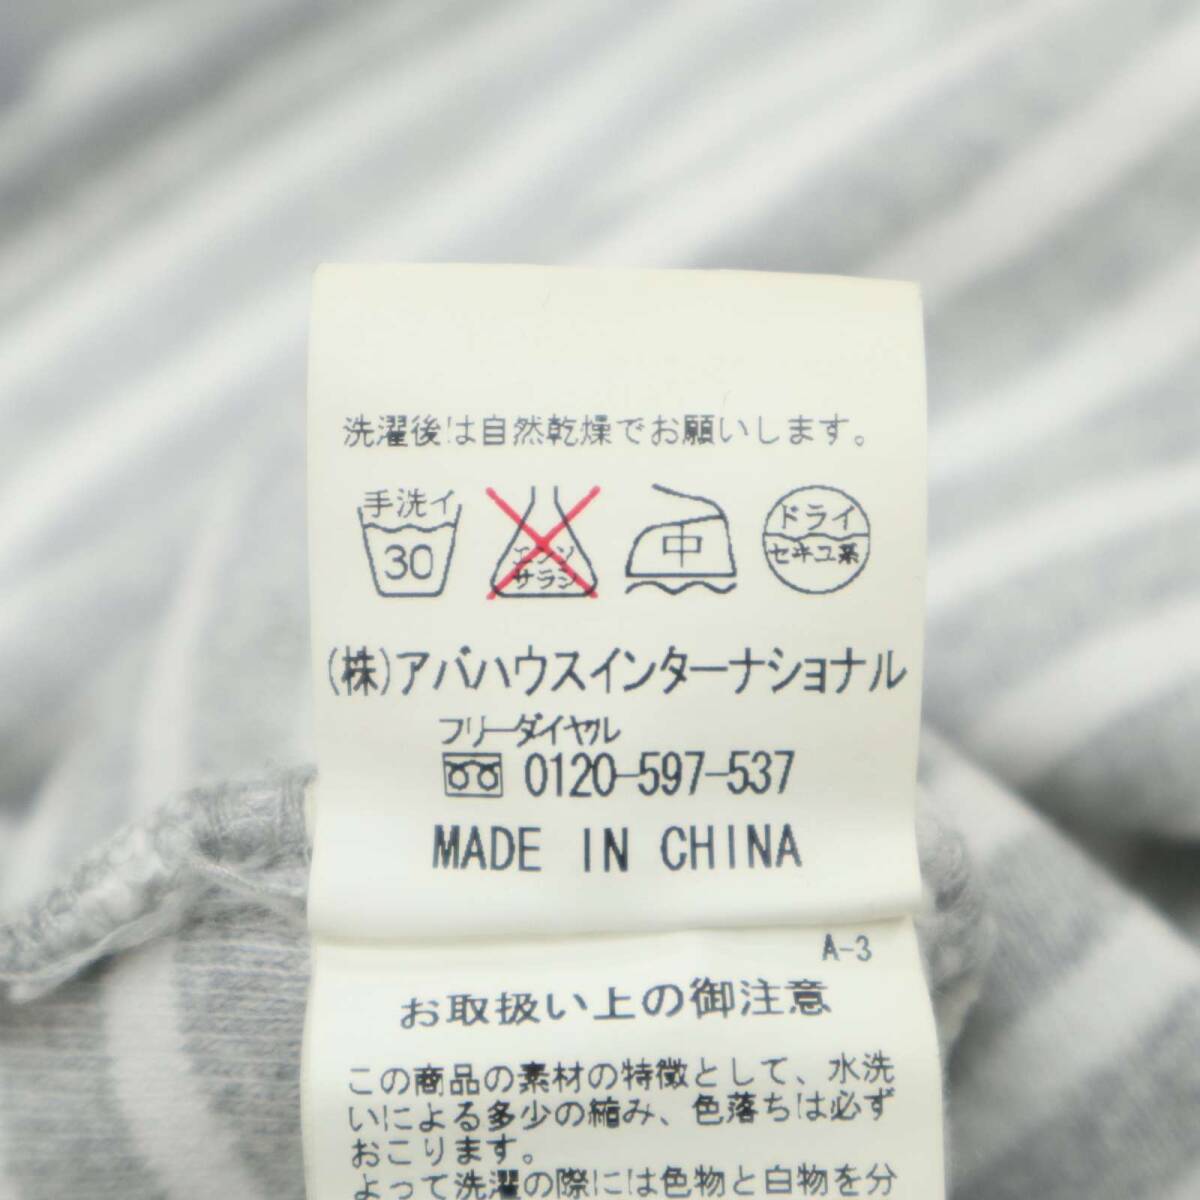 洗濯後は自然乾燥でお願いします。
手洗イ
30
エンソ
サラシ
中
ドライ
セキユ系
(株)アバハウスインターナショナル
フリーダイヤル
0120-597-537
MADE IN CHINA
A-3
お取扱い上の御注意
この商品の素材の特徴として、水洗
いによる多少の縮み、色落ちは必ず
おこります。
よって洗濯の際には色物と白物を分